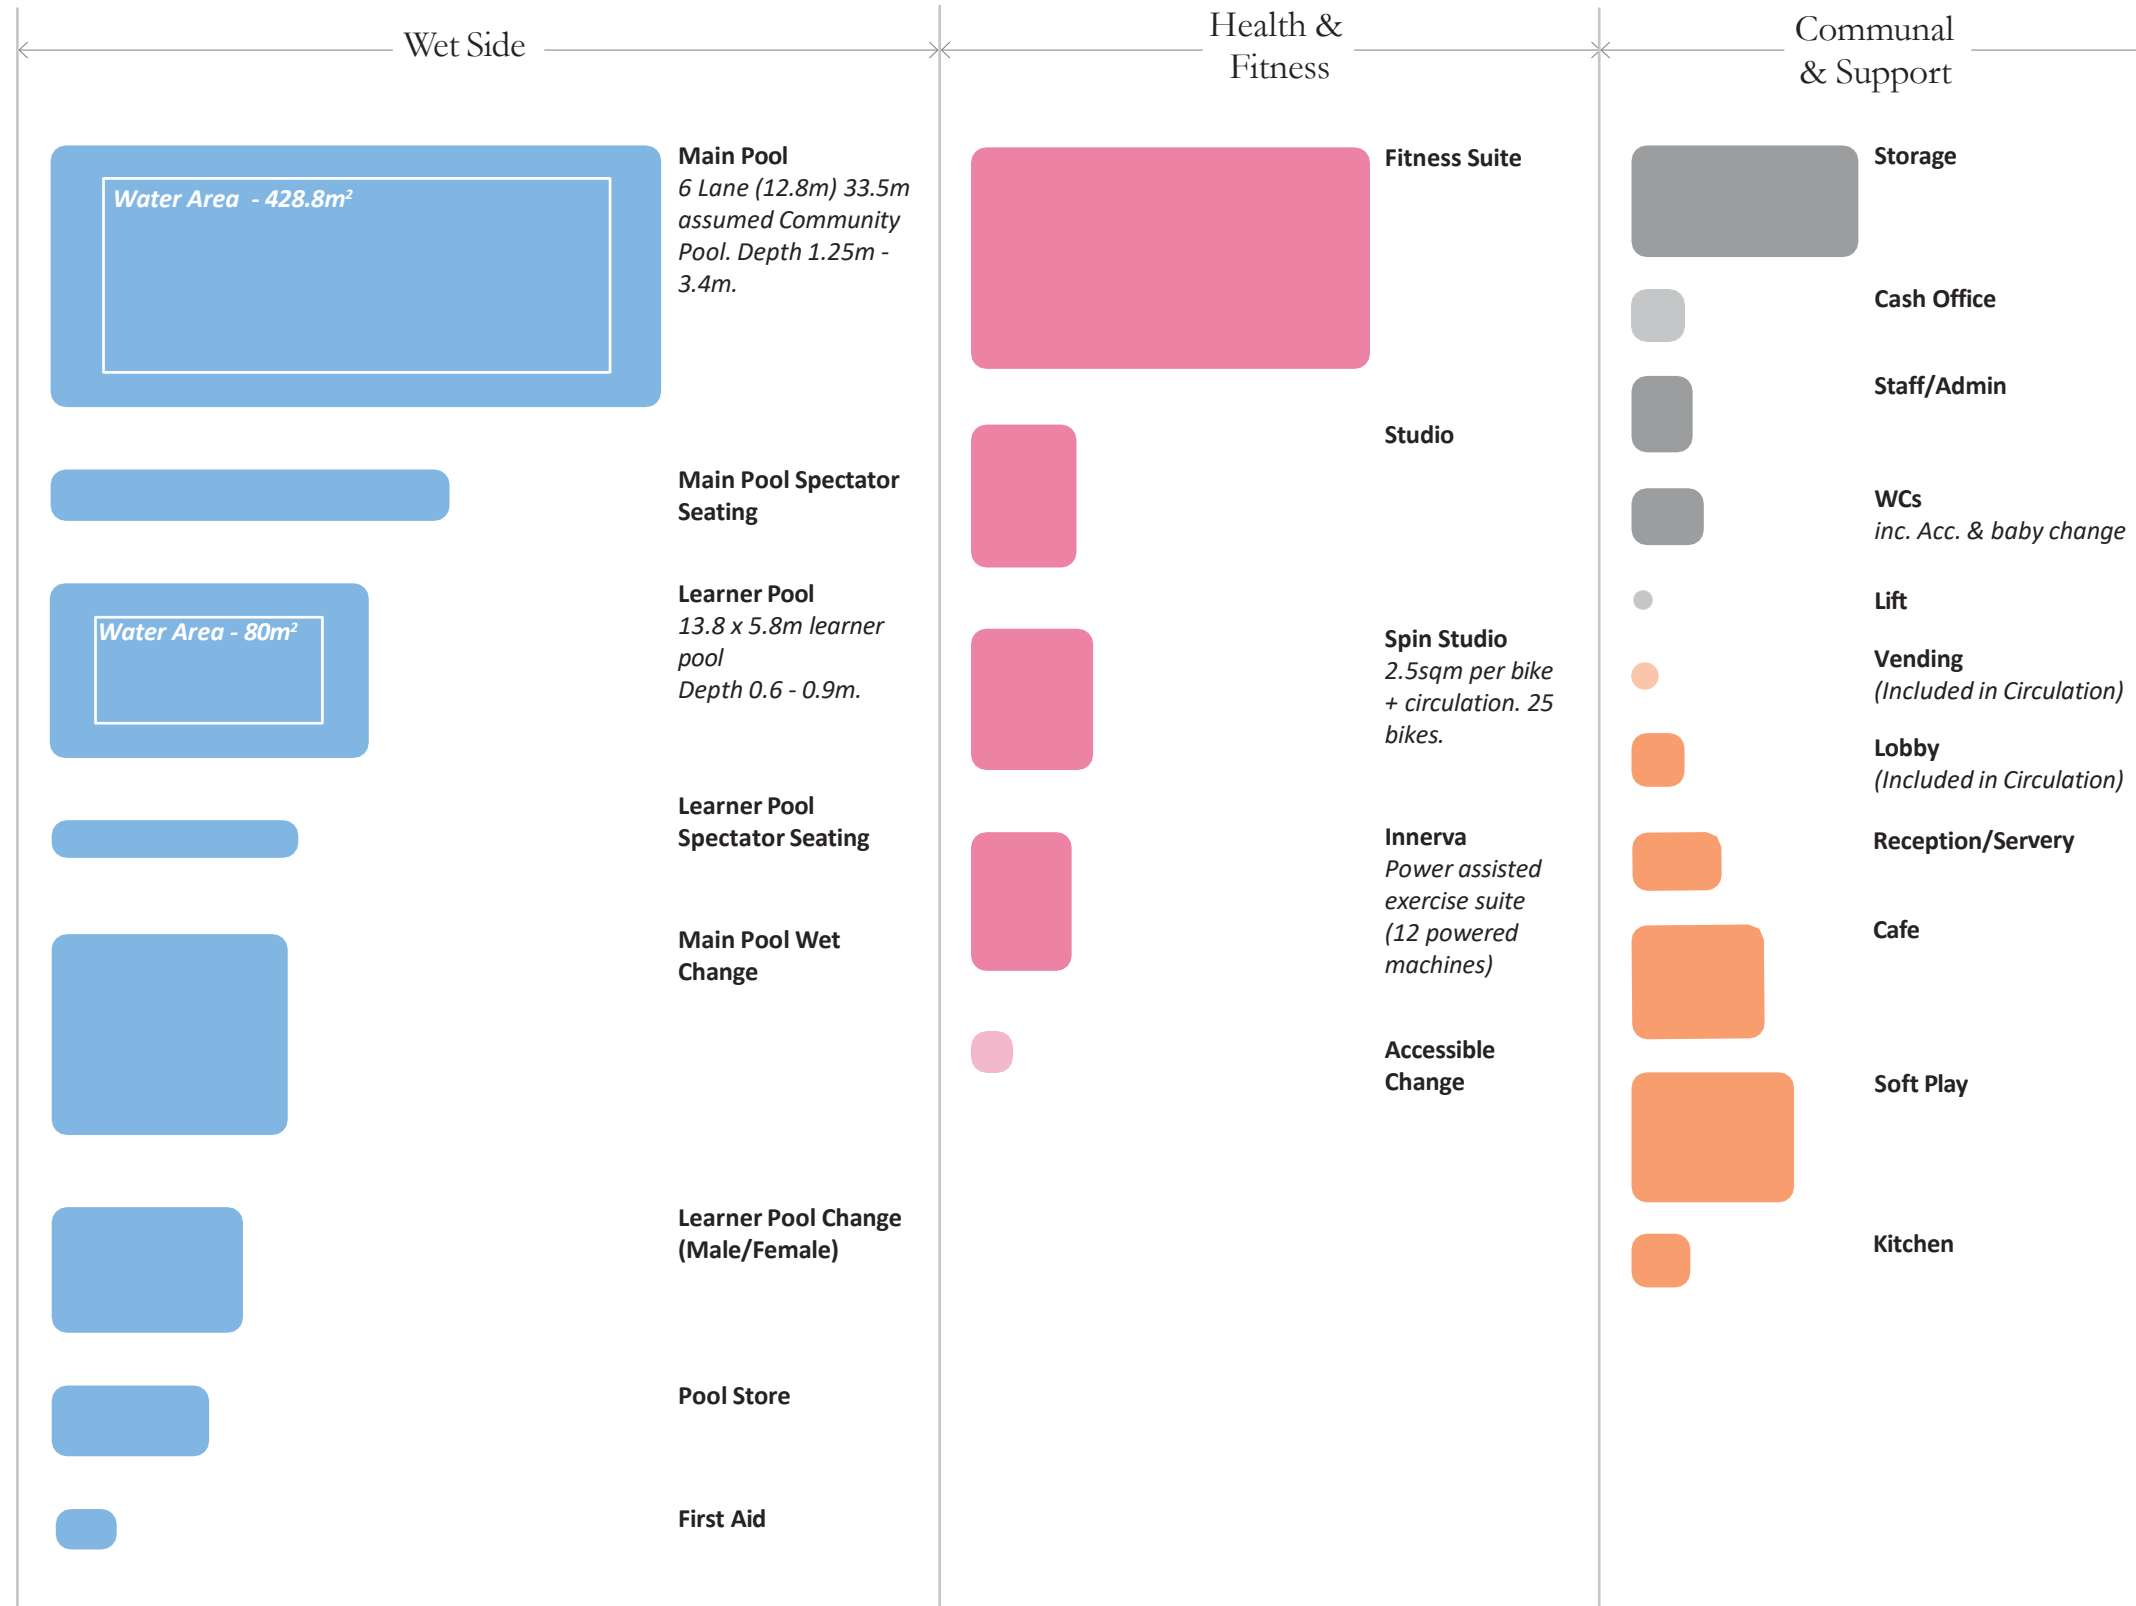 Wet Side
Main Pool
6 Lane (12.8m) 33.5m
assumed Community
Pool. Depth 1.25m -
3.4m.
Water Area - 428.8m²
Main Pool Spectator
Seating
Learner Pool
13.8 x 5.8m learner
pool
Depth 0.6 - 0.9m.
Water Area - 80m²
Learner Pool
Spectator Seating
Main Pool Wet
Change
Learner Pool Change
(Male/Female)
Pool Store
First Aid
Health &
Fitness
Fitness Suite
Studio
Spin Studio
2.5sqm per bike
+ circulation. 25
bikes.
Innerva
Power assisted
exercise suite
(12 powered
machines)
Accessible
Change
Communal
& Support
Storage
Cash Office
Staff/Admin
WCs
inc. Acc. & baby change
Lift
Vending
(Included in Circulation)
Lobby
(Included in Circulation)
Reception/Servery
Cafe
Soft Play
Kitchen